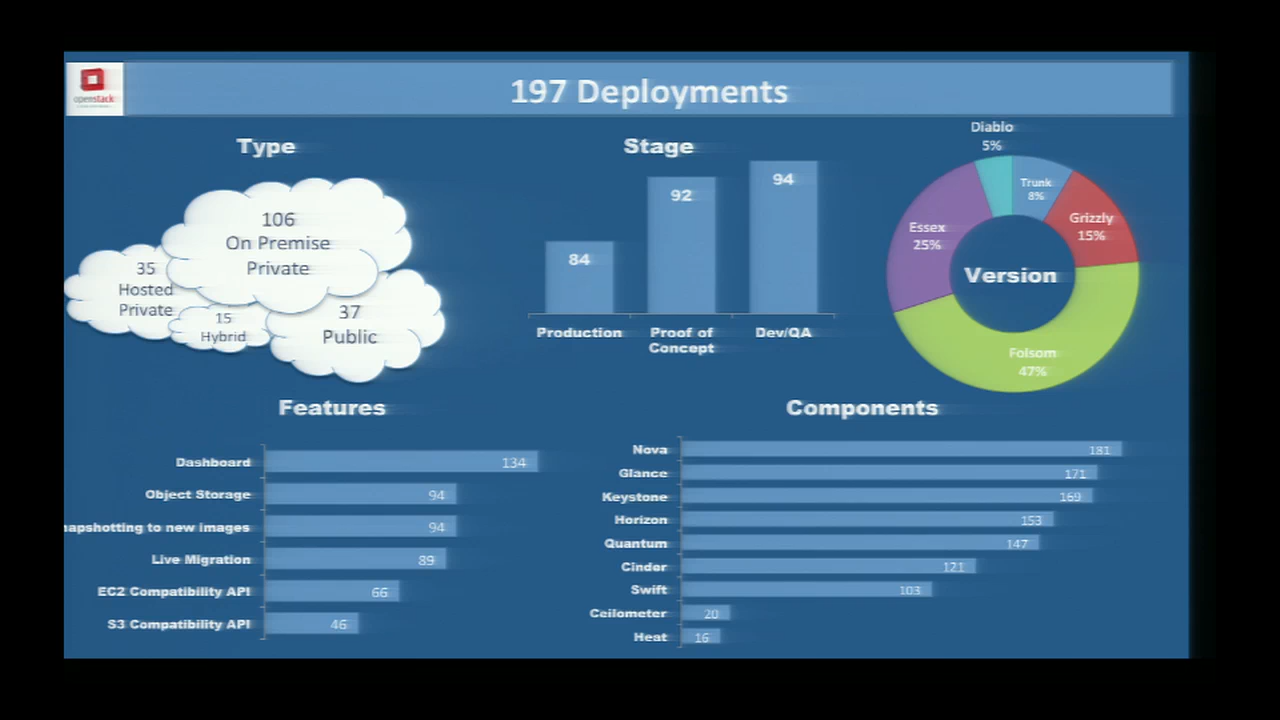 openstack
197 Deployments
Type
106
On Premise
Private
35
Hosted
Private
15
Hybrid
37
Public
Stage
84
92
94
Production
Proof of
Concept
Dev/QA
Diablo
5%
Trunk
8%
Grizzly
15%
Essex
25%
Version
Folsom
47%
Features
Dashboard 134
Object Storage 94
napshotting to new images 94
Live Migration 89
EC2 Compatibility API 66
S3 Compatibility API 46
Components
Nova 181
Glance 171
Keystone 169
Horizon 153
Quantum 147
Cinder 121
Swift 103
Ceilometer 20
Heat 16